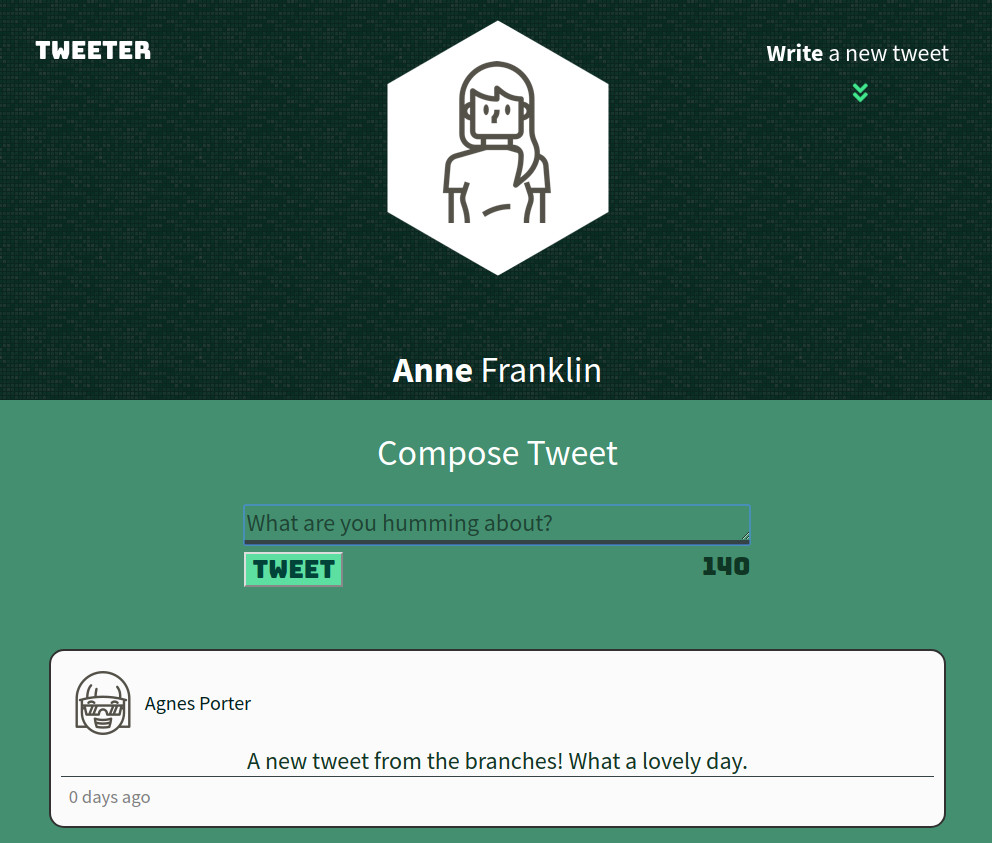 TWEETER
Write a new tweet
Anne Franklin
Compose Tweet
What are you humming about?
TWEET
140
Agnes Porter
A new tweet from the branches! What a lovely day.
0 days ago